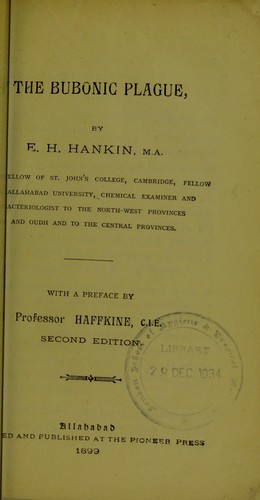 THE BUBONIC PLAGUE,
BY
E. H. HANKIN, M.A.
ELLOW OF ST. JOHN'S COLLEGE, CAMBRIDGE, FELLOW
ALLAHABAD UNIVERSITY, CHEMICAL EXAMINER AND
ACTERIOLOGIST TO THE NORTH-WEST PROVINCES
AND OUDH AND TO THE CENTRAL PROVINCES.
WITH A PREFACE BY
Professor HAFFKINE, C.I.E.
SECOND EDITION.
LIBRARY
29 DEC 1934
Allahabad
ED AND PUBLISHED AT THE PIONEER PRESS
1899